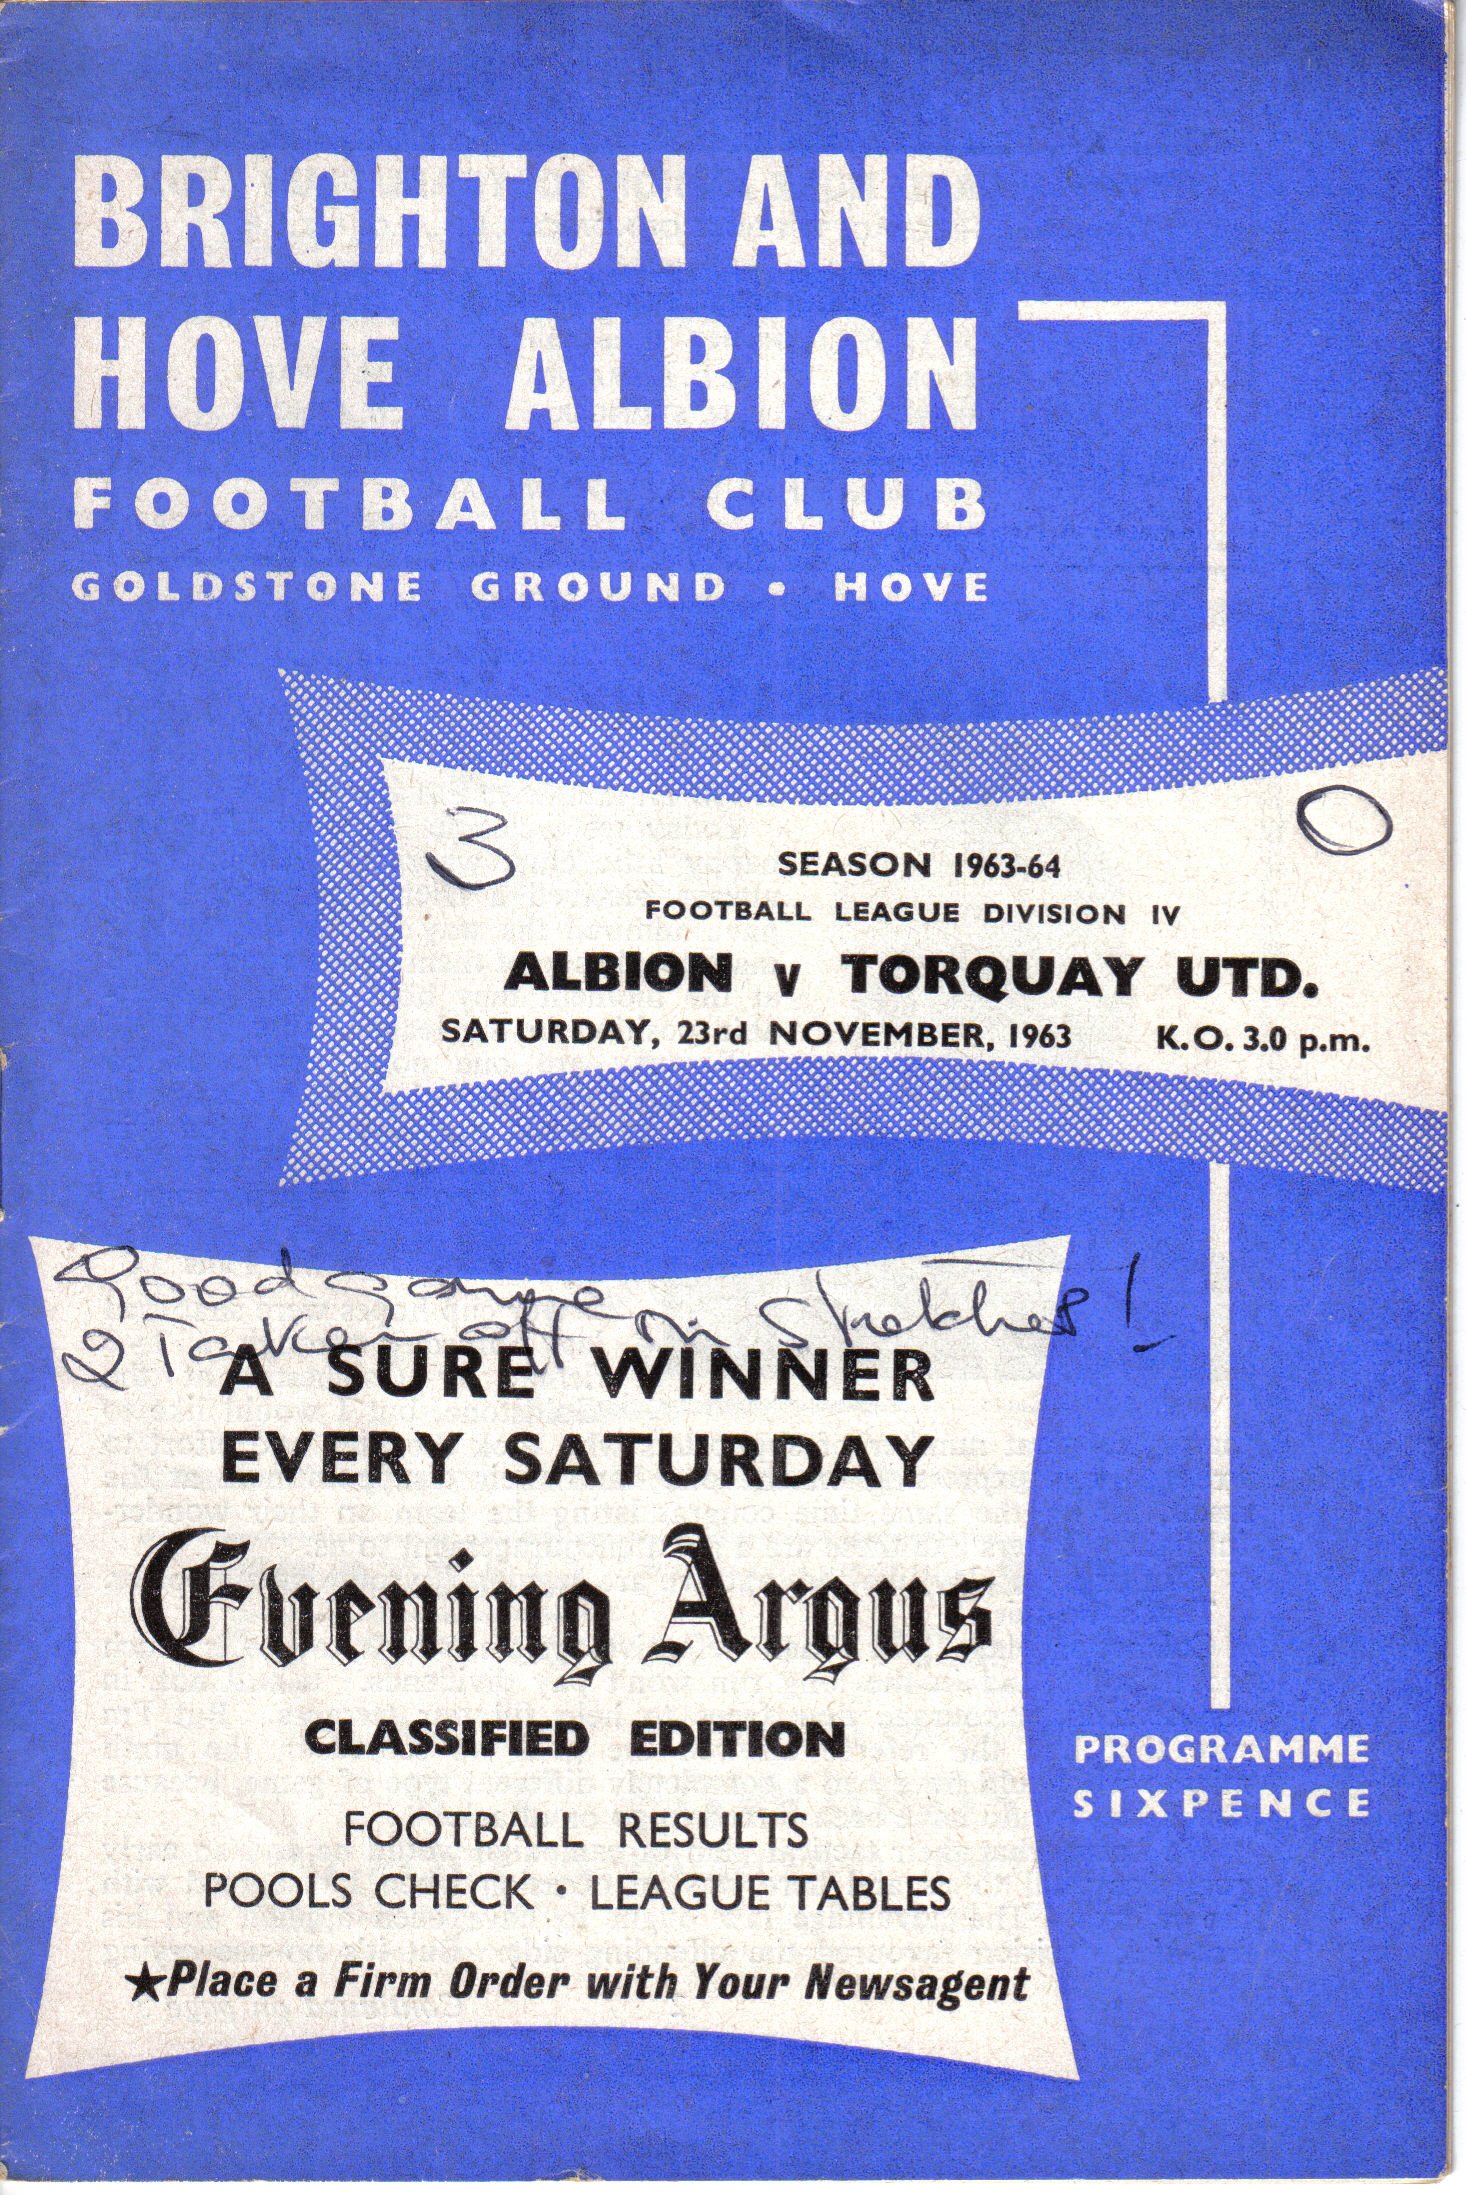 BRIGHTON AND
HOVE ALBION
FOOTBALL CLUB
GOLDSTONE GROUND • HOVE
3 0
SEASON 1963-64
FOOTBALL LEAGUE DIVISION IV
ALBION v TORQUAY UTD.
SATURDAY, 23rd NOVEMBER, 1963 K.O. 3.0 p.m.
Good game
2 Taken off on stretcher!
A SURE WINNER
EVERY SATURDAY
Evening Argus
CLASSIFIED EDITION
FOOTBALL RESULTS
POOLS CHECK • LEAGUE TABLES
★Place a Firm Order with Your Newsagent
PROGRAMME
SIXPENCE